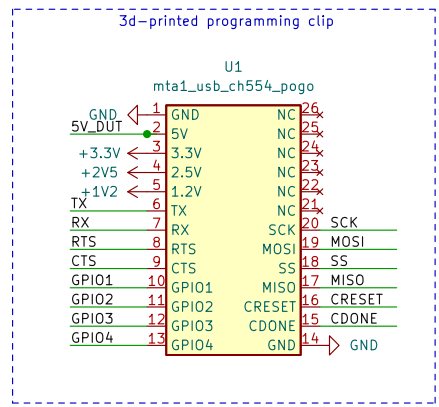 3d-printed programming clip
U1
mta1_usb_ch554_pogo
GND 1 GND NC 26
5V_DUT 2 5V NC 25
+3.3V 3 3.3V NC 24
+2V5 4 2.5V NC 23
+1V2 5 1.2V NC 22
TX 6 TX NC 21
RX 7 RX SCK 20 SCK
RTS 8 RTS MOSI 19 MOSI
CTS 9 CTS SS 18 SS
GPIO1 10 GPIO1 MISO 17 MISO
GPIO2 11 GPIO2 CRESET 16 CRESET
GPIO3 12 GPIO3 CDONE 15 CDONE
GPIO4 13 GPIO4 GND 14 GND